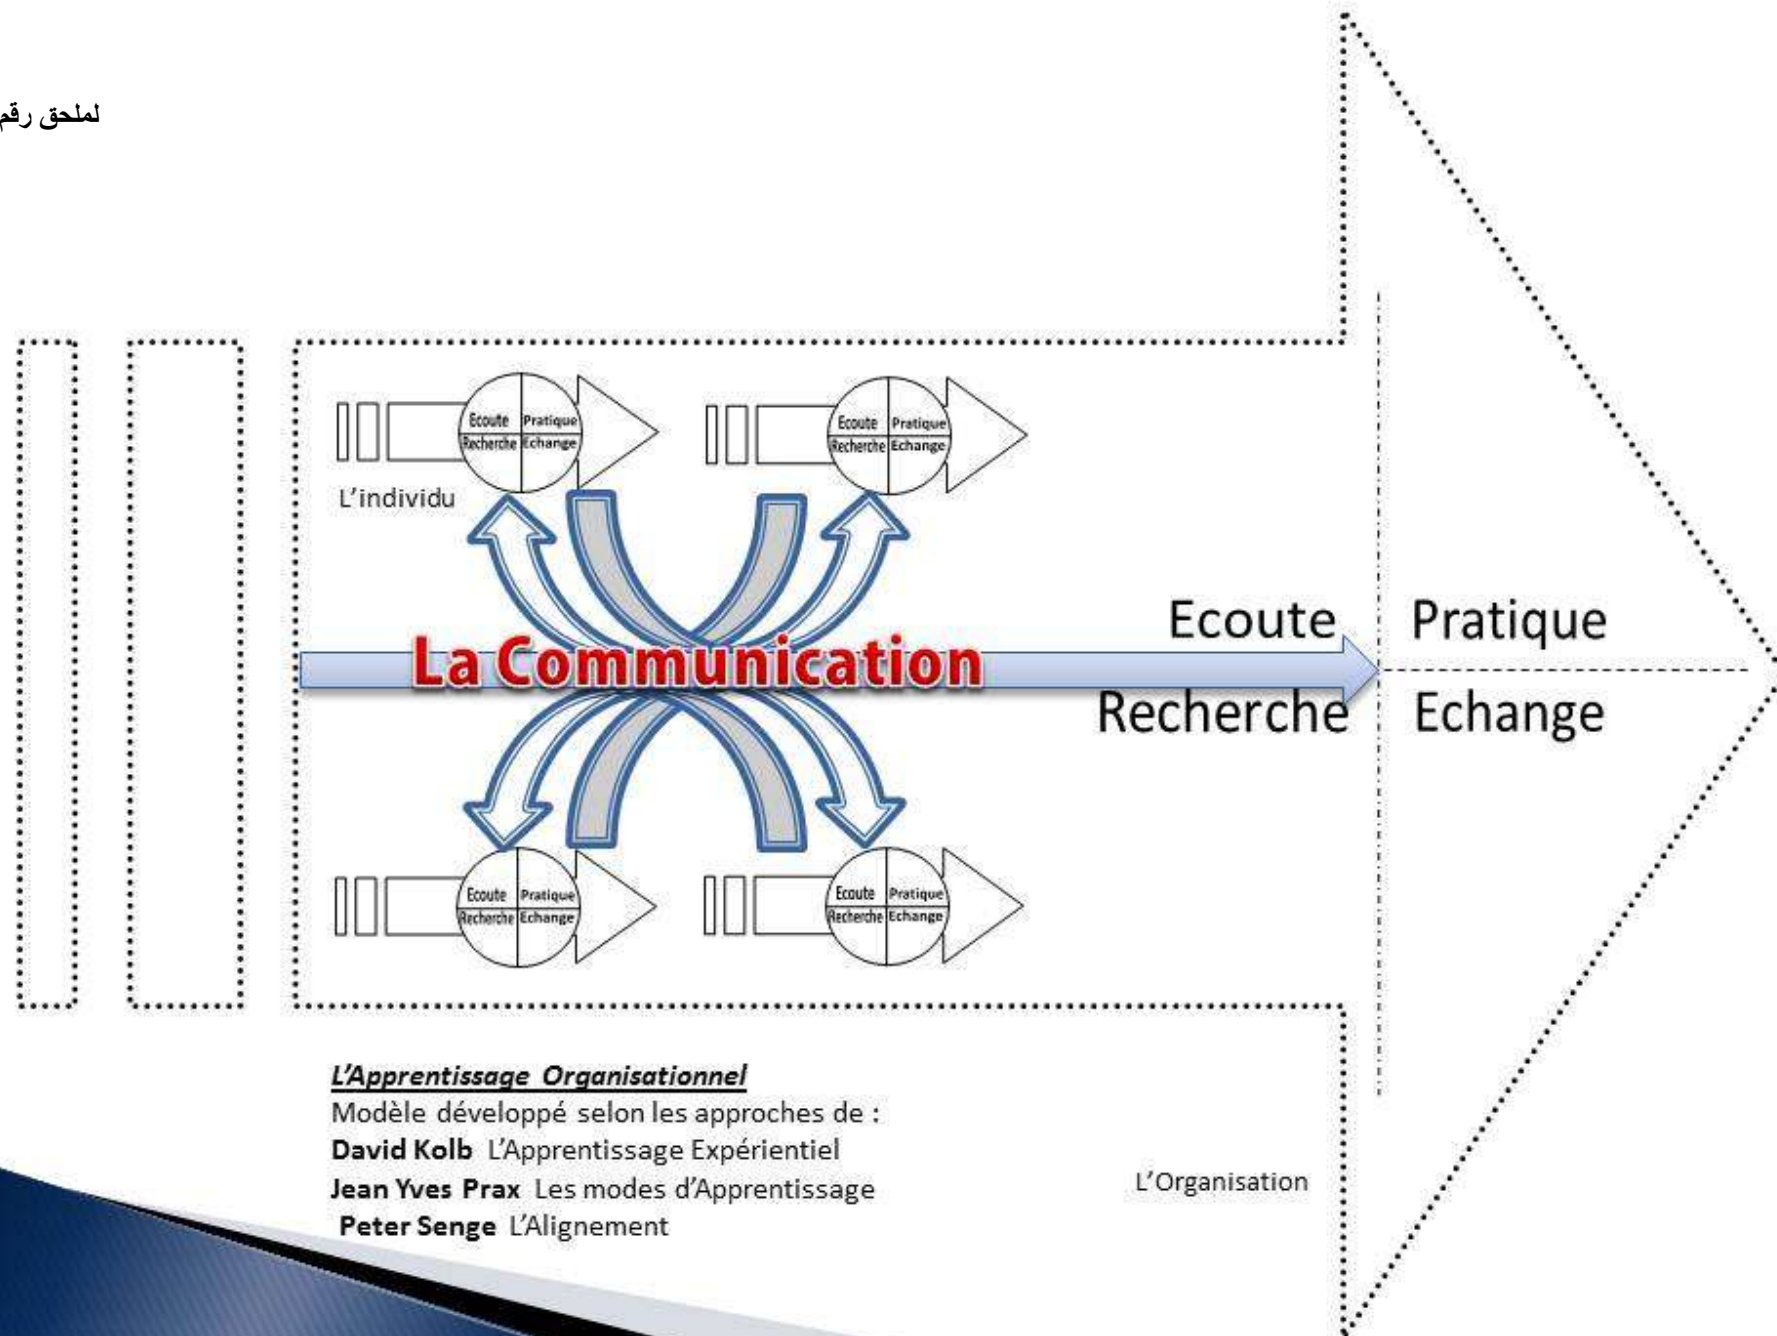 لملحق رقم
Ecoute Pratique
Recherche Echange
Ecoute Pratique
Recherche Echange
L'individu
Ecoute Pratique
La Communication
Recherche Echange
Ecoute Pratique
Recherche Echange
Ecoute Pratique
Recherche Echange
L'Apprentissage Organisationnel
Modèle développé selon les approches de :
David Kolb L'Apprentissage Expérientiel
Jean Yves Prax Les modes d'Apprentissage
Peter Senge L'Alignement
L'Organisation